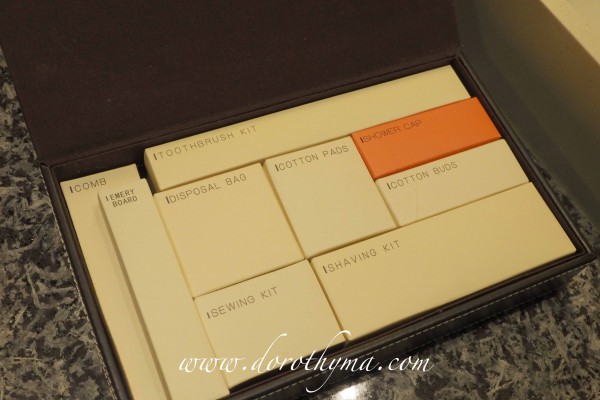 TOOTHBRUSH KIT
SHOWER CAP
COTTON PADS
COMB
EMERY
BOARD
DISPOSAL BAG
COTTON BUDS
SHAVING KIT
SEWING KIT
www.dorothyma.com